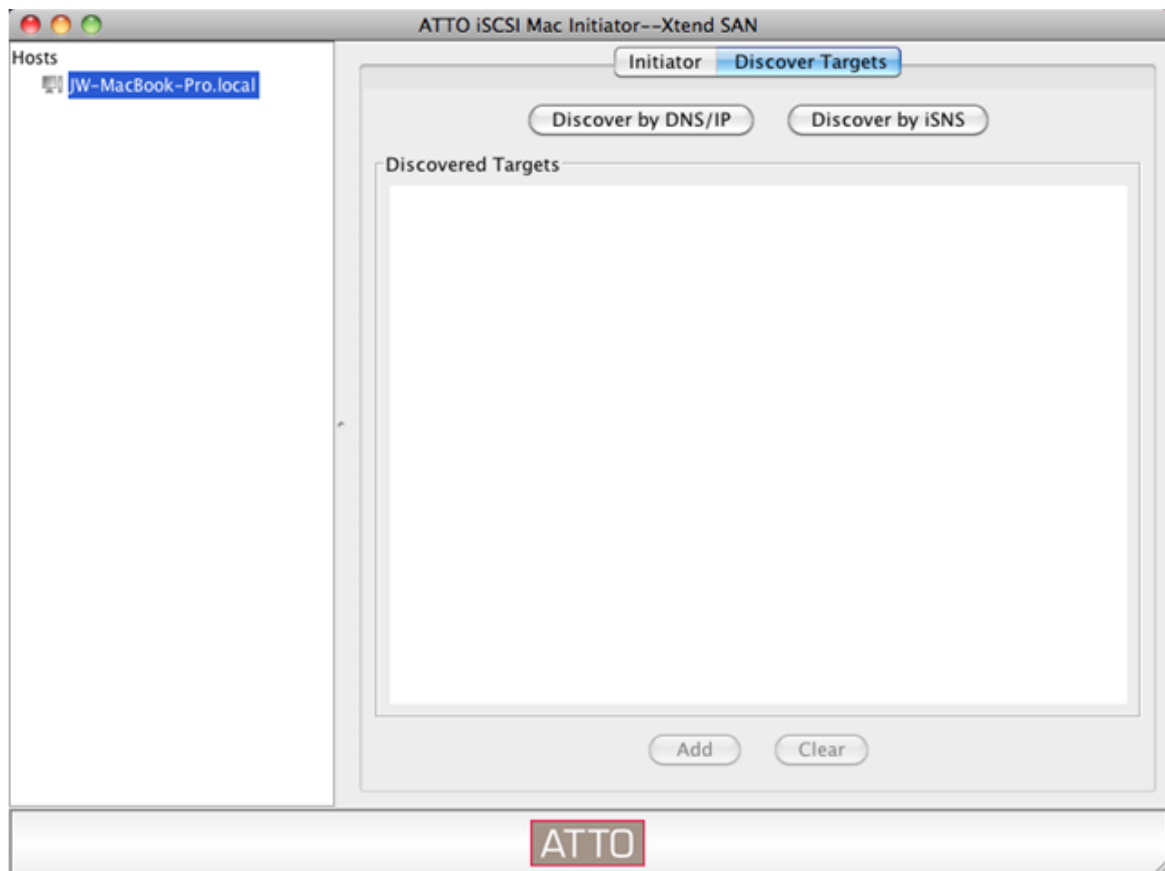 ATTO iSCSI Mac Initiator--Xtend SAN
Hosts
JW-MacBook-Pro.local
Initiator Discover Targets
Discover by DNS/IP Discover by iSNS
Discovered Targets
Add Clear
ATTO